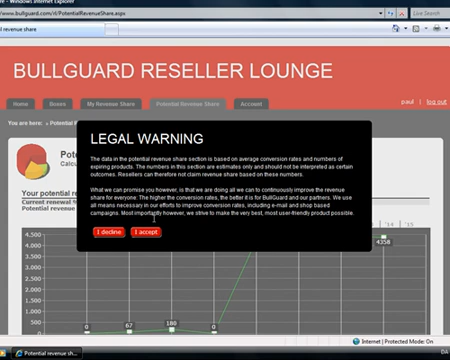 re - Windows Internet Explorer
www.bullguard.com/rl/PotentialRevenueShare.aspx
Live Search
l revenue share
BULLGUARD RESELLER LOUNGE
Home Boxes My Revenue Share Potential Revenue Share Account
paul | log out
You are here: » Potential
LEGAL WARNING
The data in the potential revenue share section is based on average conversion rates and numbers of
expiring products. The numbers in this section are estimates only and should not be interpreted as certain
outcomes. Resellers can therefore not claim revenue share based on these numbers.
What we can promise you however, is that we are doing all we can to continuously improve the revenue
share for everyone: The higher the conversion rates, the better it is for BullGuard and our partners. We use
all means necessary in our efforts to improve conversion rates, including e-mail and shop based
campaigns. Most importantly however, we strive to make the very best, most user-friendly product possible.
I decline I accept
Pote
Calcu
Your potential re
Current renewal %
Potential revenue
'14 | '15
4.500
4.000
3.500
3.000
2.500
2.000
1.500
1.000
500
0
0 67 180 0 4358
Internet | Protected Mode: On
Potential revenue sh...
DA